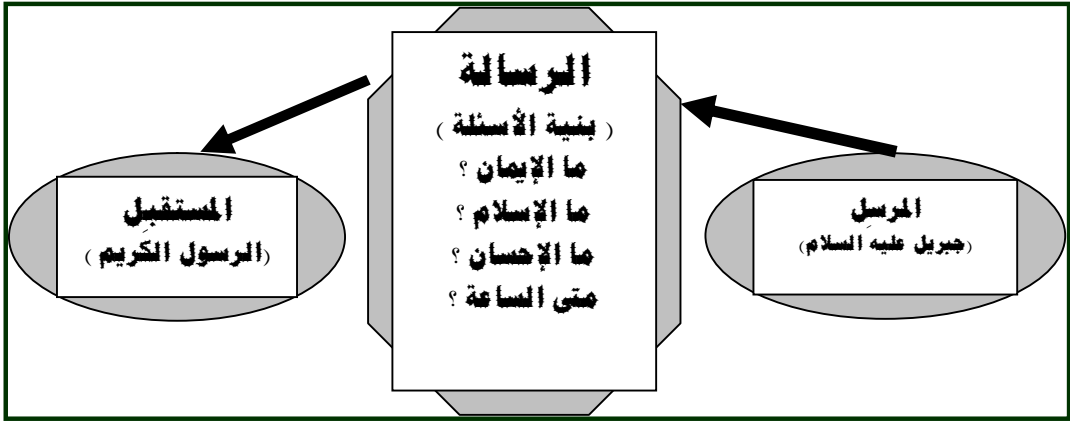 المرسِل
(جبريل عليه السلام)
الرسالة
( بنية الأسئلة )
ما الإيمان ؟
ما الإسلام ؟
ما الإحسان ؟
متى الساعة ؟
المستقبِل
(الرسول الكريم )